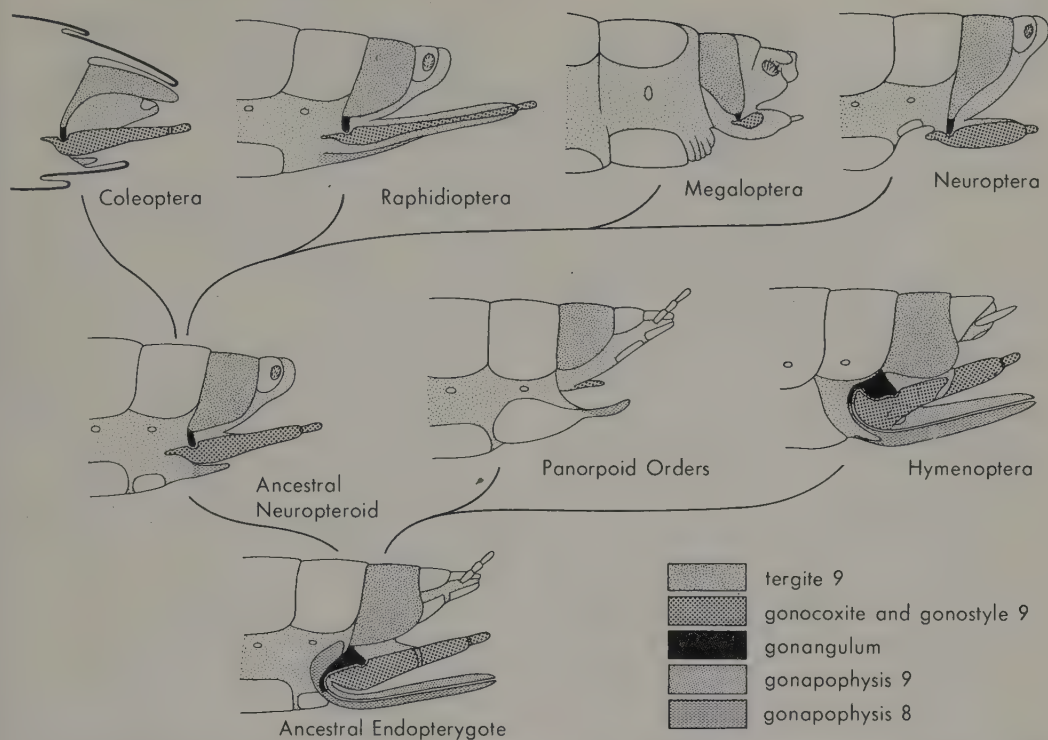 Coleoptera
Raphidioptera
Megaloptera
Neuroptera
Ancestral
Neuropteroid
Panorpoid Orders
Hymenoptera
Ancestral Endopterygote
tergite 9
gonocoxite and gonostyle 9
gonangulum
gonapophysis 9
gonapophysis 8